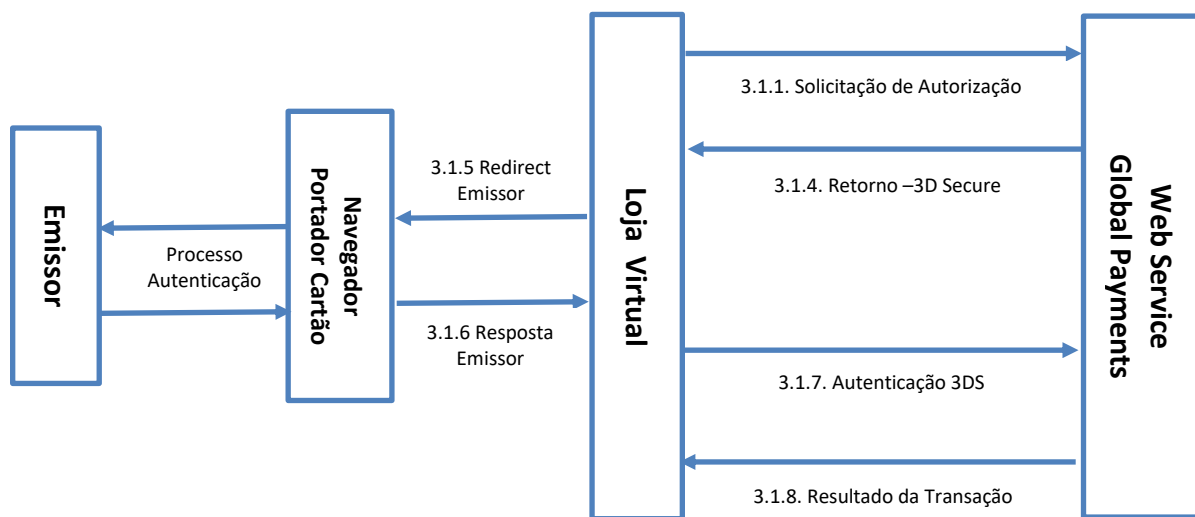 Emissor
Processo
Autenticação
Navegador
Portador Cartão
3.1.5 Redirect
Emissor
3.1.6 Resposta
Emissor
Loja Virtual
3.1.1. Solicitação de Autorização
3.1.4. Retorno –3D Secure
3.1.7. Autenticação 3DS
3.1.8. Resultado da Transação
Web Service
Global Payments